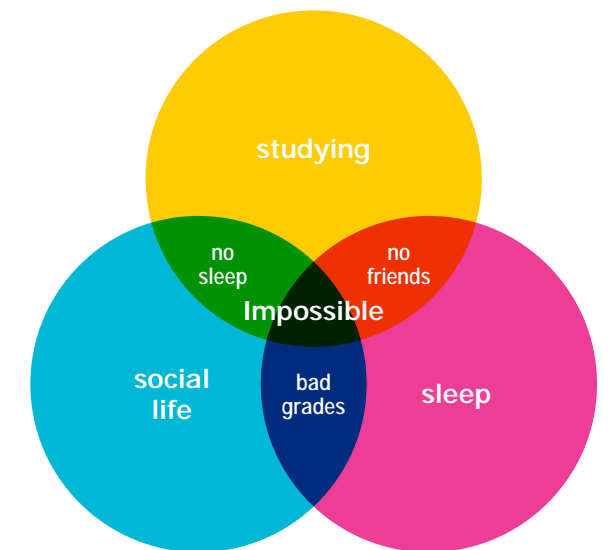 studying
no
sleep
no
friends
Impossible
social
life
bad
grades
sleep